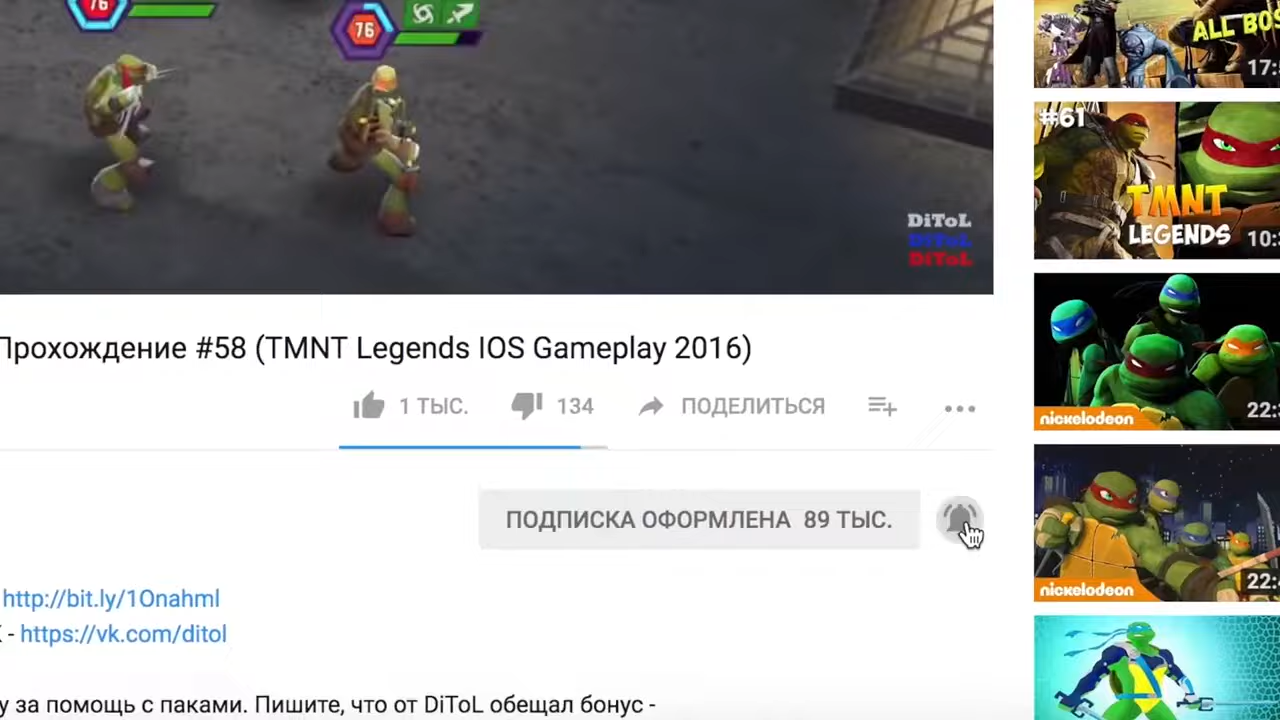 76
76
ALL BOS
17:
#61
TMNT
LEGENDS
10:
DiToL
DiToL
DiToL
Прохождение #58 (TMNT Legends IOS Gameplay 2016)
1 ТЫС.
134
ПОДЕЛИТЬСЯ
nickelodeon
22:
ПОДПИСКА ОФОРМЛЕНА 89 ТЫС.
nickelodeon
22:
http://bit.ly/1Onahml
- https://vk.com/ditol
у за помощь с паками. Пишите, что от DiToL обещал бонус -